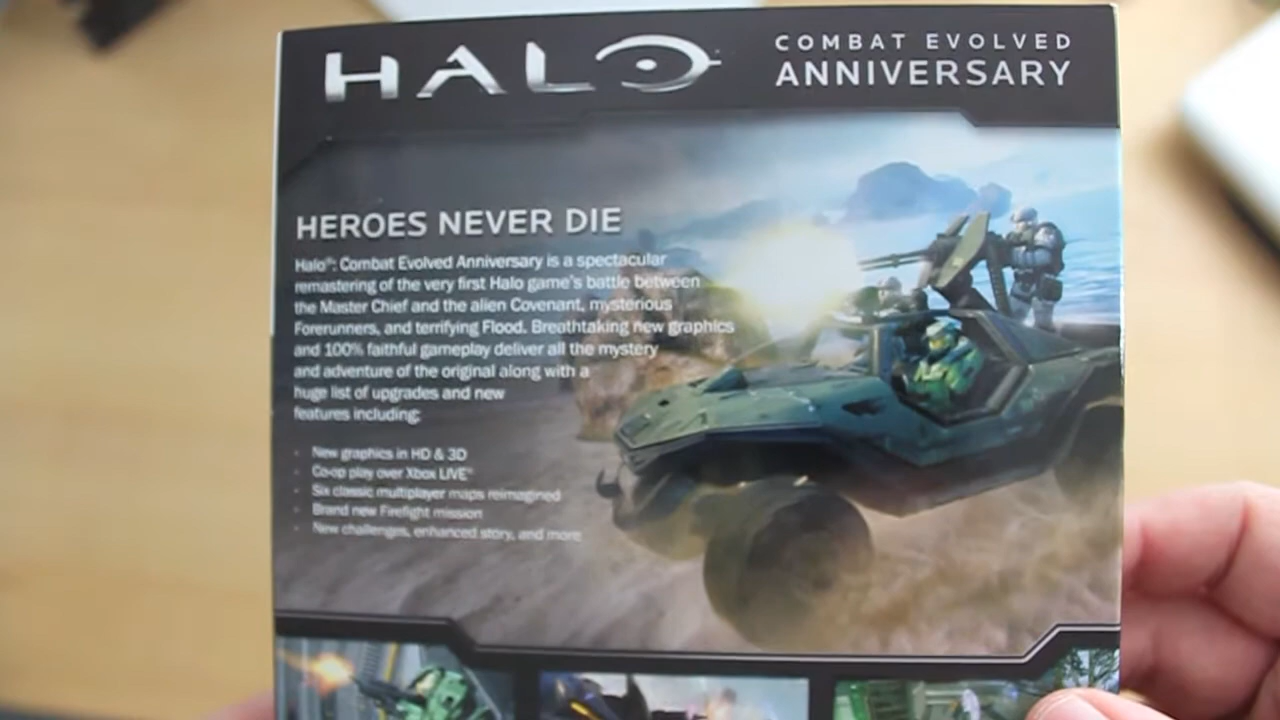 HALO
COMBAT EVOLVED
ANNIVERSARY
HEROES NEVER DIE
Halo®: Combat Evolved Anniversary is a spectacular
remastering of the very first Halo game's battle between
the Master Chief and the alien Covenant, mysterious
Forerunners, and terrifying Flood. Breathtaking new graphics
and 100% faithful gameplay deliver all the mystery
and adventure of the original along with a
huge list of upgrades and new
features including:
· New graphics in HD & 3D
· Co-op play over Xbox LIVE®
· Six classic multiplayer maps reimagined
· Brand new Firefight mission
· New challenges, enhanced story, and more